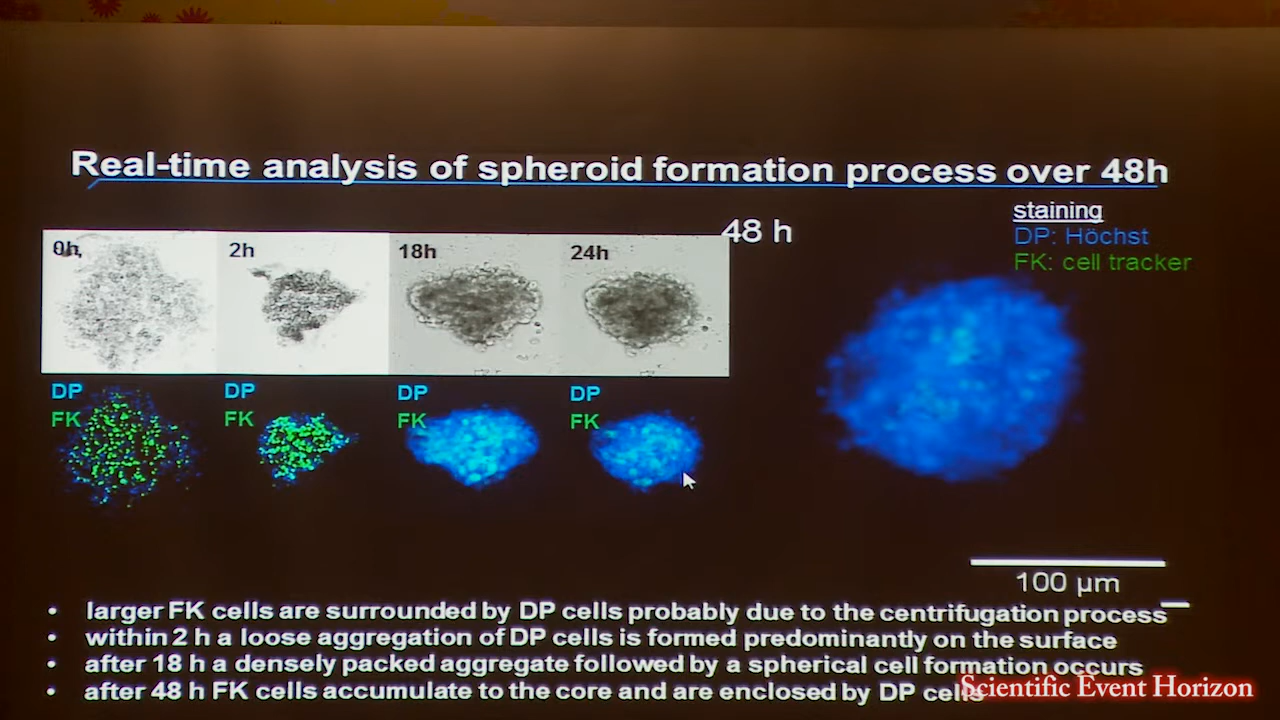 Real-time analysis of spheroid formation process over 48h
staining
DP: Höchst
FK: cell tracker
48 h
0h,
2h
18h
24h
DP
FK
DP
FK
DP
FK
DP
FK
100 µm
• larger FK cells are surrounded by DP cells probably due to the centrifugation process
• within 2 h a loose aggregation of DP cells is formed predominantly on the surface
• after 18 h a densely packed aggregate followed by a spherical cell formation occurs
• after 48 h FK cells accumulate to the core and are enclosed by DP cells
Scientific Event Horizon